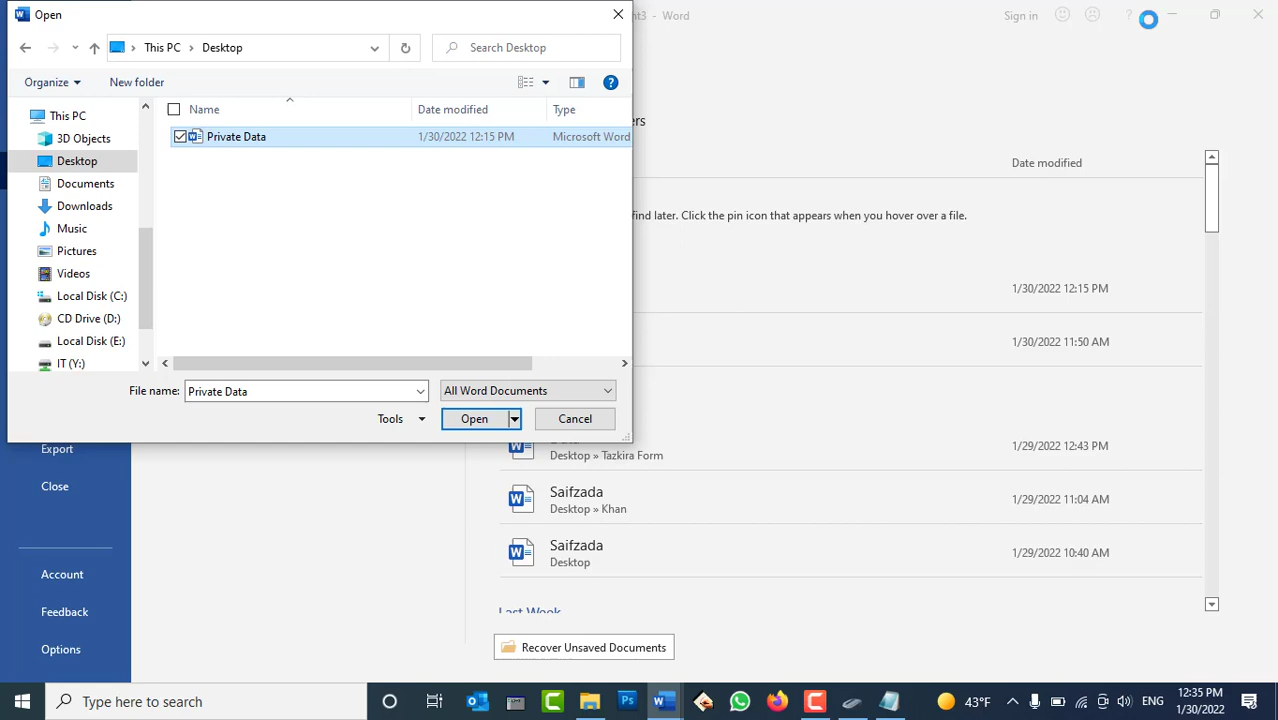 Open
nt3 - Word
Sign in
?
This PC
Desktop
Search Desktop
Organize
New folder
?
Name
Date modified
Type
Private Data
1/30/2022 12:15 PM
Microsoft Word
This PC
3D Objects
Desktop
Documents
Downloads
Music
Pictures
Videos
Local Disk (C:)
CD Drive (D:)
Local Disk (E:)
IT (Y:)
File name:
Private Data
All Word Documents
Tools
Open
Cancel
ers
Date modified
find later. Click the pin icon that appears when you hover over a file.
1/30/2022 12:15 PM
1/30/2022 11:50 AM
Desktop » Tazkira Form
1/29/2022 12:43 PM
Saifzada
Desktop » Khan
1/29/2022 11:04 AM
Saifzada
Desktop
1/29/2022 10:40 AM
Last Week
Recover Unsaved Documents
Export
Close
Account
Feedback
Options
Type here to search
43°F
ENG
12:35 PM
1/30/2022